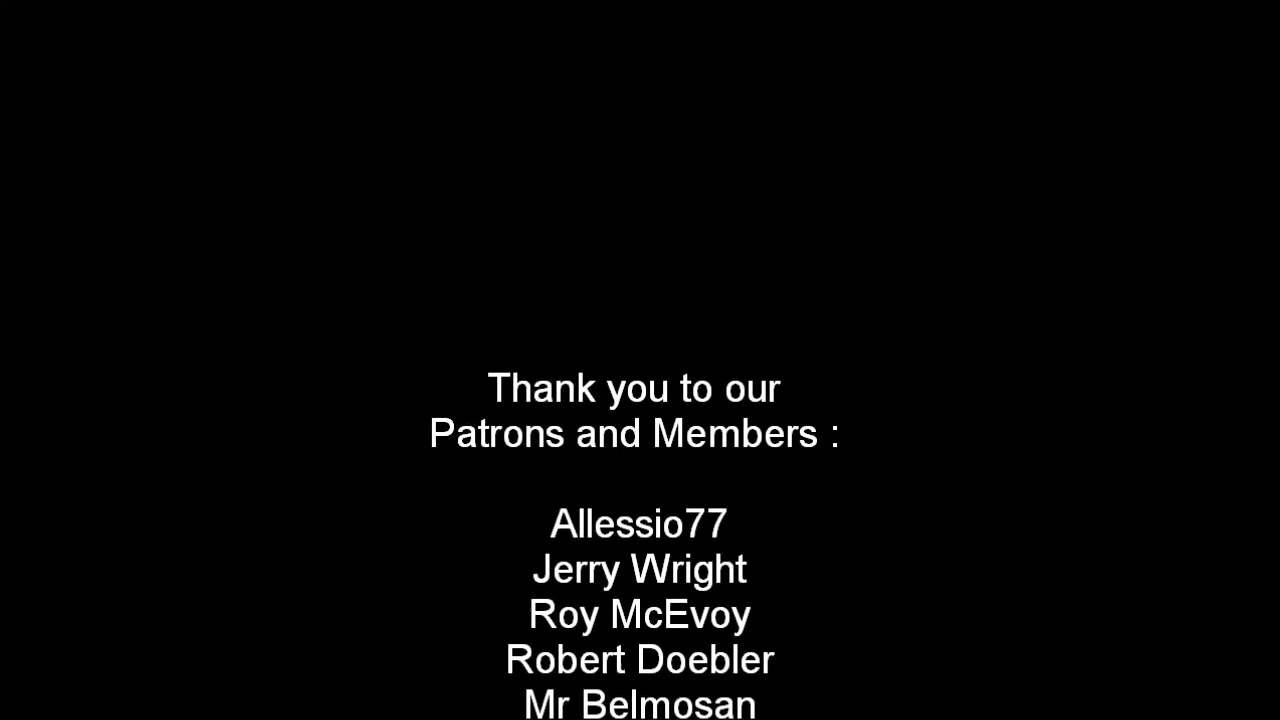 Thank you to our
Patrons and Members :
Allessio77
Jerry Wright
Roy McEvoy
Robert Doebler
Mr Belmosan